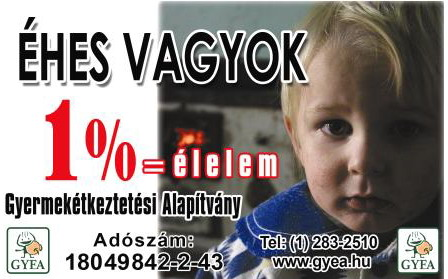 ÉHES VAGYOK
1% = élelem
Gyermekétkeztetési Alapítvány
Adószám:
18049842-2-43
Tel: (1) 283-2510
www.gyea.hu
GYEA
GYEA